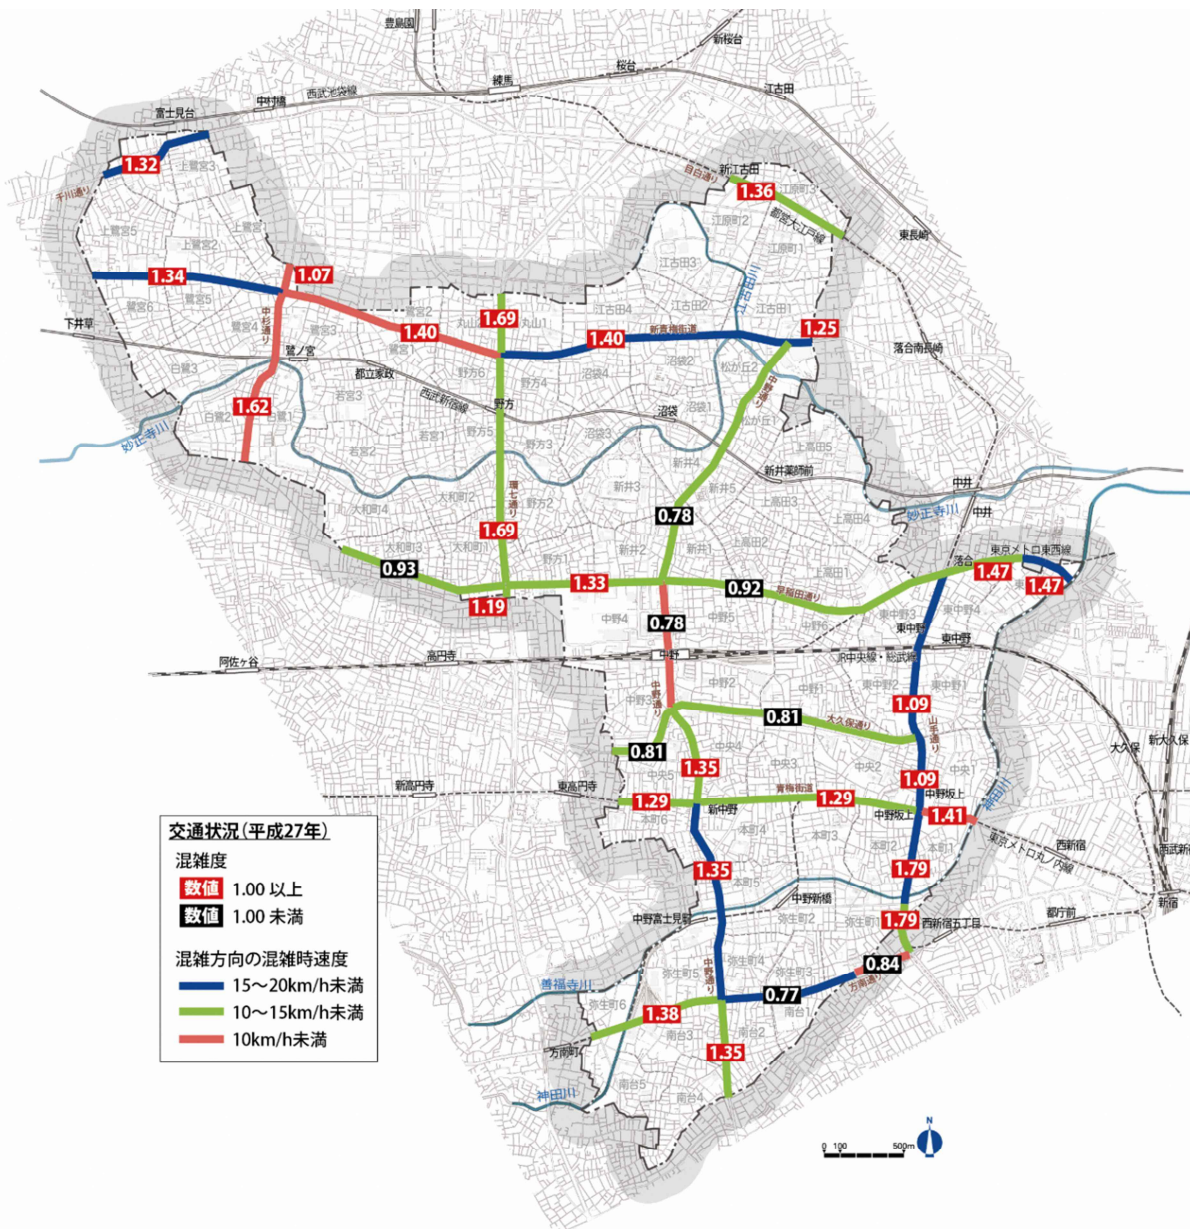 豊島園
新桜台
練馬
桜台
西武池袋線
中村橋
江古田
富士見台
1.32
上鷺宮3
千川通り
目白通り
新江古田
江原町3
1.36
都営大江戸線
東長崎
江原町2
江原町1
上鷺宮5
上鷺宮2
上鷺宮1
江古田3
江古田川
1.34
1.07
鷺宮6
鷺宮5
中杉通り
鷺宮4
鷺宮3
鷺宮2
1.40
鷺宮1
1.69
丸山1
江古田4
江古田2
江古田1
新青梅街道
1.40
1.25
下井草
鷺ノ宮
都立家政
落合南長崎
白鷺3
野方6
野方4
沼袋4
沼袋2
松が丘2
中野通り
西武新宿線
若宮3
野方
沼袋
沼袋1
松が丘1
1.62
白鷺2
白鷺1
若宮1
野方5
野方3
沼袋3
若宮2
妙正寺川
上高田5
新井薬師前
新井4
新井5
新井3
中井
中井
環七通り
大和町2
大和町4
野方2
上高田3
上高田4
妙正寺川
0.78
1.69
大和町3
大和町1
野方1
新井2
新井1
上高田2
上高田1
0.93
1.33
0.92
早稲田通り
1.19
落合
東京メトロ東西線
1.47
1.47
中野4
0.78
中野5
中野6
東中野3
東中野4
東中野
東中野
阿佐ヶ谷
高円寺
中野
JR中央線・総武線
中野3
中野通り
中野2
中野1
東中野2
東中野1
1.09
0.81
大久保通り
山手通り
0.81
中央4
大久保
新大久保
中央5
1.35
中央3
中央2
中央1
1.09
神田川
新高円寺
東高円寺
青梅街道
1.29
1.29
中野坂上
新中野
中野坂上
1.41
本町6
本町4
本町3
本町2
本町1
東京メトロ丸ノ内線
西新宿
西武新宿
1.35
1.79
本町5
中野新橋
新宿
中野富士見町
弥生町2
弥生町1
1.79
西新宿五丁目
都庁前
中野通り
弥生町5
弥生町4
弥生町3
0.84
方南通り
善福寺川
弥生町6
0.77
南台1
1.38
南台3
南台2
方南町
1.35
南台5
南台4
神田川
交通状況(平成27年)
混雑度
数値 1.00 以上
数値 1.00 未満
混雑方向の混雑時速度
15～20km/h未満
10～15km/h未満
10km/h未満
N
0 100 500m